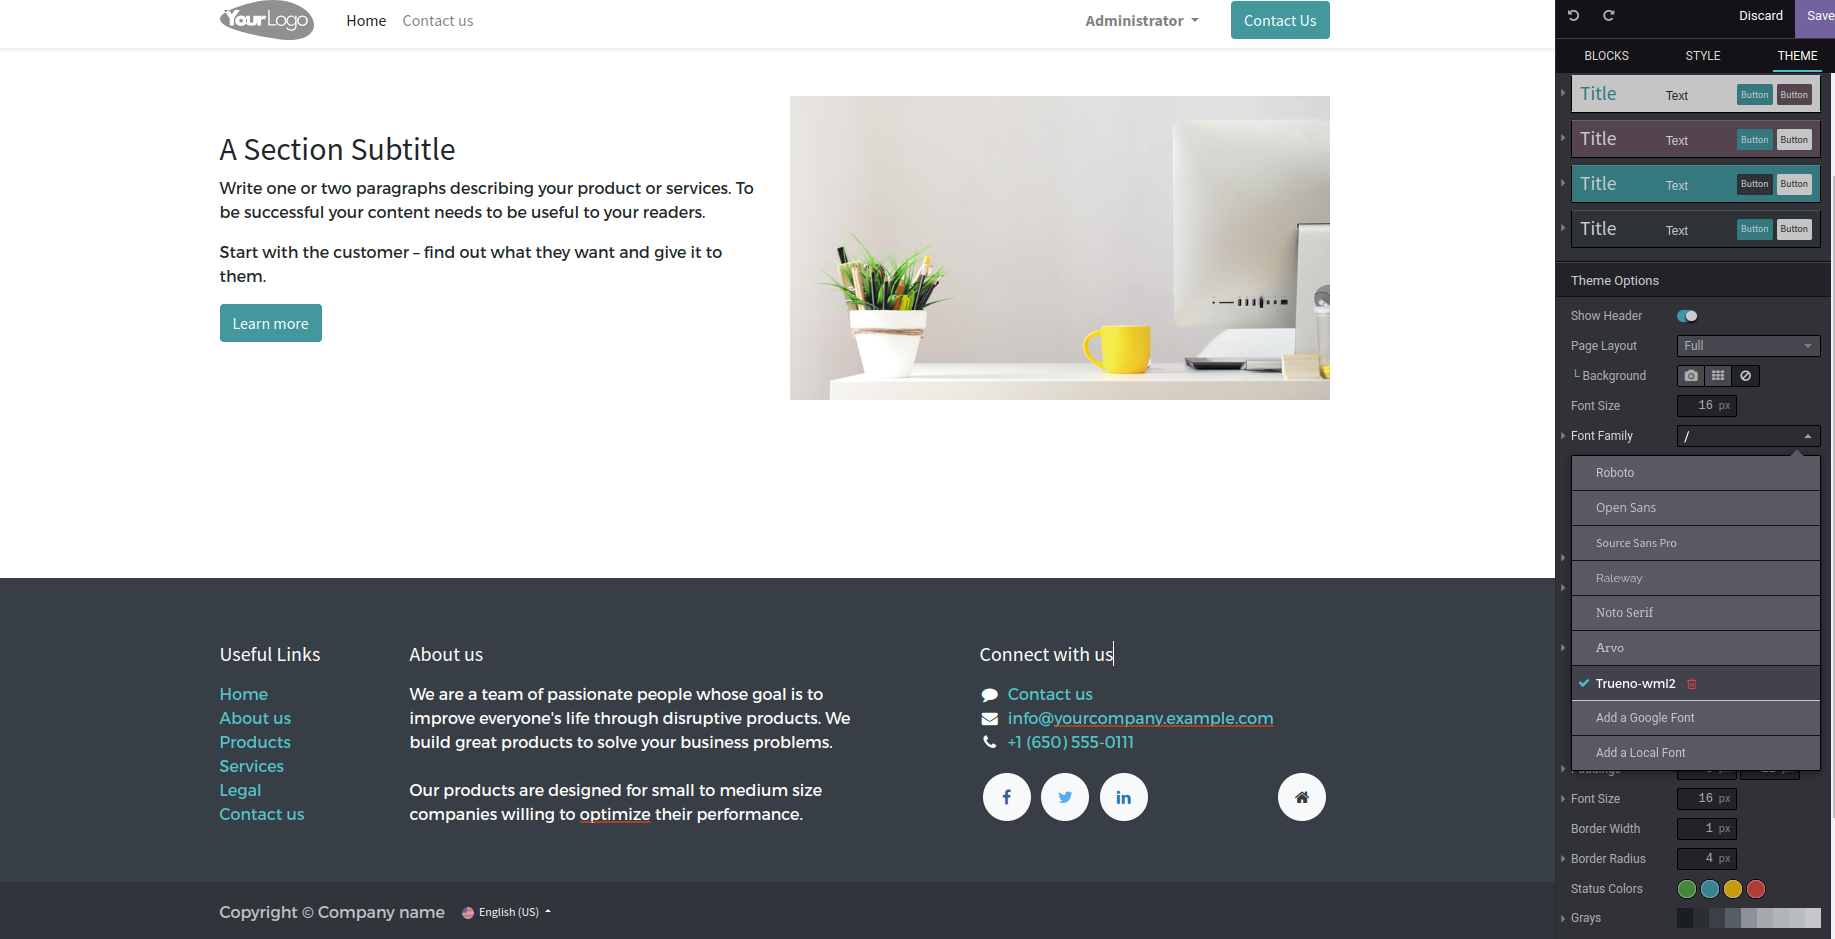 YourLogo
Home
Contact us
Administrator
Contact Us
A Section Subtitle
Write one or two paragraphs describing your product or services. To
be successful your content needs to be useful to your readers.
Start with the customer – find out what they want and give it to
them.
Learn more
Useful Links
Home
About us
Products
Services
Legal
Contact us
About us
We are a team of passionate people whose goal is to
improve everyone's life through disruptive products. We
build great products to solve your business problems.
Our products are designed for small to medium size
companies willing to optimize their performance.
Connect with us
Contact us
info@yourcompany.example.com
+1 (650) 555-0111
Copyright © Company name
English (US)
Discard
Save
BLOCKS
STYLE
THEME
Title Text Button Button
Title Text Button Button
Title Text Button Button
Title Text Button Button
Theme Options
Show Header
Page Layout Full
└ Background
Font Size 16 px
Font Family /
Roboto
Open Sans
Source Sans Pro
Raleway
Noto Serif
Arvo
Trueno-wml2
Add a Google Font
Add a Local Font
Font Size 16 px
Border Width 1 px
Border Radius 4 px
Status Colors
Grays